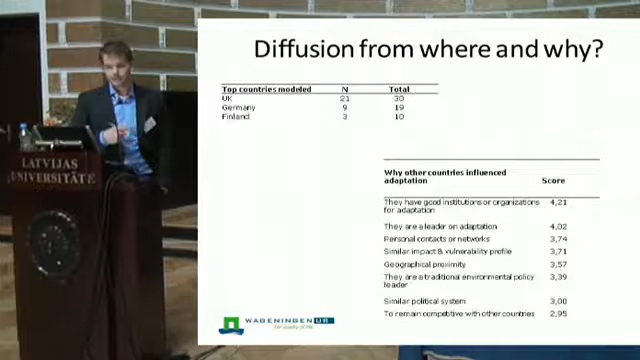 Diffusion from where and why?
Top countries modeled N Total
UK 21 30
Germany 9 19
Finland 3 10
Why other countries influenced
adaptation Score
They have good institutions or organizations 4,21
for adaptation
They are a leader on adaptation 4,02
Personal contacts or networks 3,74
Similar impact & vulnerability profile 3,71
Geographical proximity 3,57
They are a traditional environmental policy 3,39
leader
Similar political system 3,00
To remain competitive with other countries 2,95
LATVIJAS
UNIVERSITĀTE
WAGENINGEN UR
For quality of life